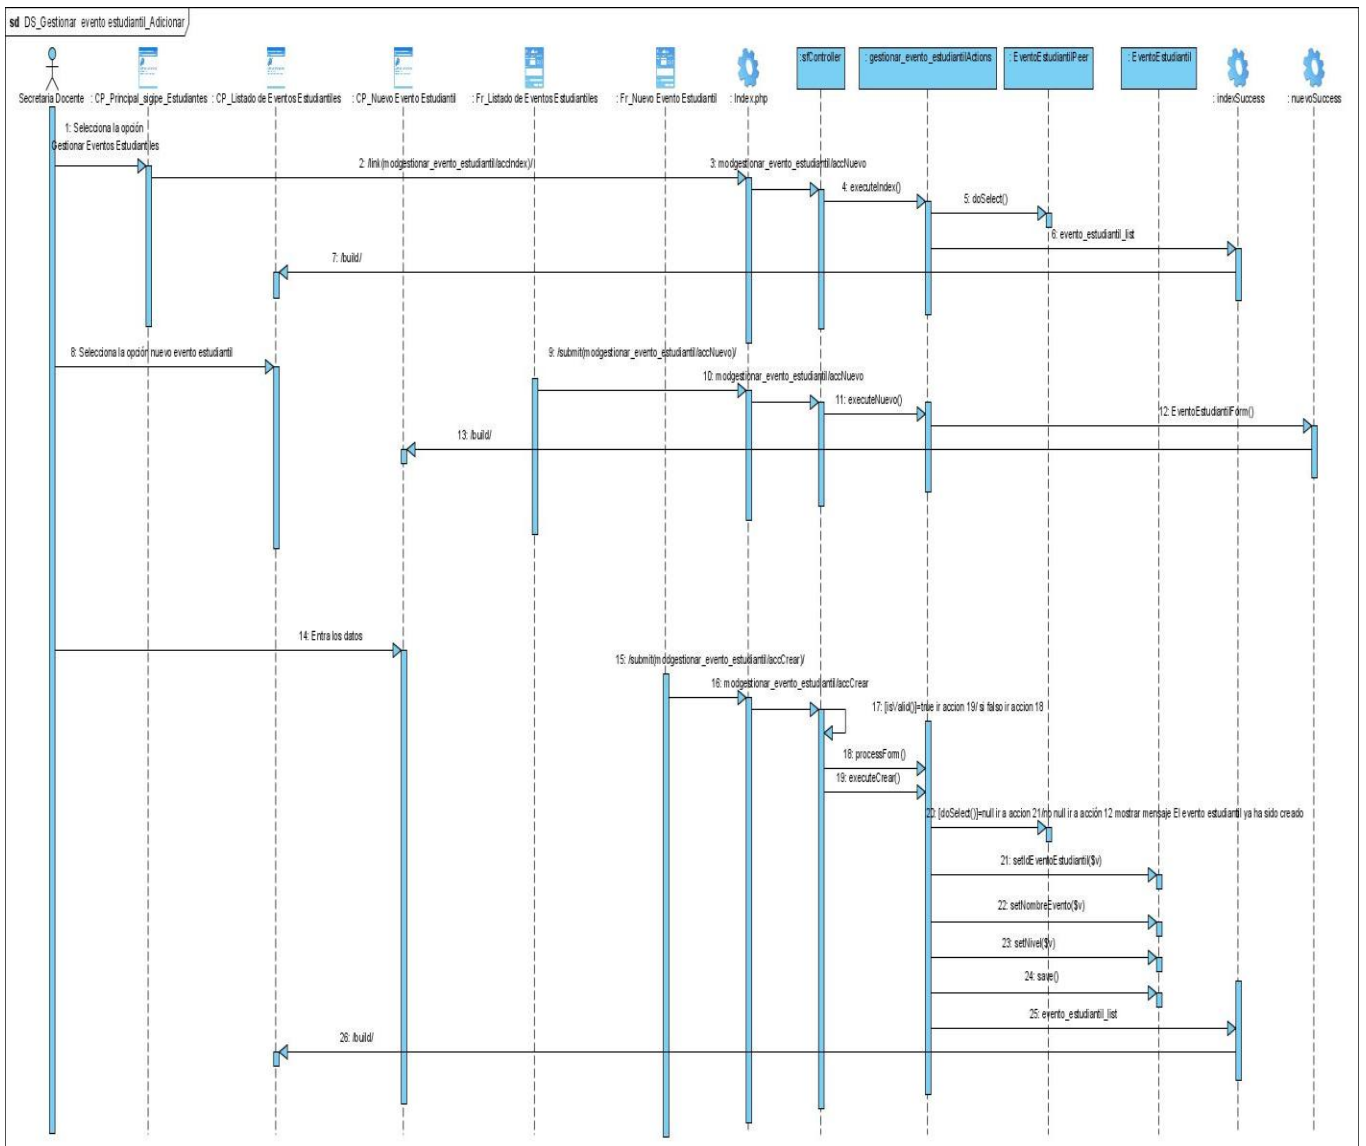 sd DS_Gestionar evento estudiantil_Adicionar
Secretaria Docente
: CP_Principal_sigipe_Estudiantes
: CP_Listado de Eventos Estudiantiles
: CP_Nuevo Evento Estudiantil
: Fr_Listado de Eventos Estudiantiles
: Fr_Nuevo Evento Estudiantil
: Index.php
:sfController
: gestionar_evento_estudiantilActions
: EventoEstudiantilPeer
: EventoEstudiantil
: indexSuccess
: nuevoSuccess
1: Selecciona la opción
Gestionar Eventos Estudiantiles
2: /link(modgestionar_evento_estudiantil/accIndex)/
3: modgestionar_evento_estudiantil/accNuevo
4: executeIndex()
5: doSelect()
6: evento_estudiantil_list
7: /build/
8: Selecciona la opción nuevo evento estudiantil
9: /submit(modgestionar_evento_estudiantil/accNuevo)/
10: modgestionar_evento_estudiantil/accNuevo
11: executeNuevo()
12: EventoEstudiantilForm()
13: /build/
14: Entra los datos
15: /submit(modgestionar_evento_estudiantil/accCrear)/
16: modgestionar_evento_estudiantil/accCrear
17: [isValid()]=true ir accion 19/ si falso ir accion 18
18: processForm()
19: executeCrear()
20: [doSelect()]=null ir a accion 21/no null ir a acción 12 mostrar mensaje El evento estudiantil ya ha sido creado
21: setIdEventoEstudiantil($v)
22: setNombreEvento($v)
23: setNivel($v)
24: save()
25: evento_estudiantil_list
26: /build/